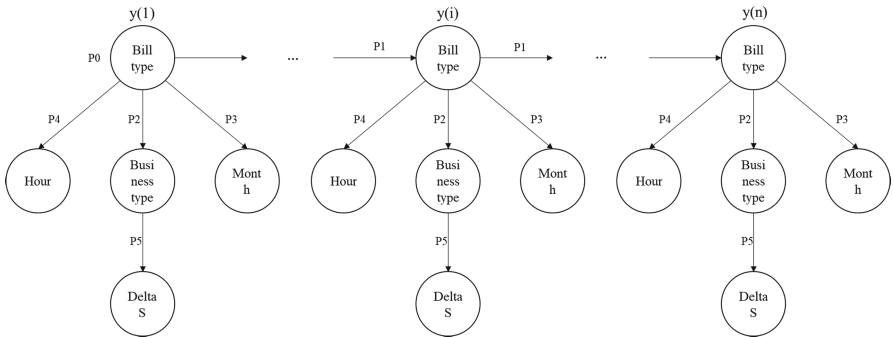 y(1)
y(i)
y(n)
P0
Bill
type
...
P1
Bill
type
P1
...
Bill
type
P4
P2
P3
P4
P2
P3
P4
P2
P3
Hour
Busi
ness
type
Mont
h
Hour
Busi
ness
type
Mont
h
Hour
Busi
ness
type
Mont
h
P5
P5
P5
Delta
S
Delta
S
Delta
S